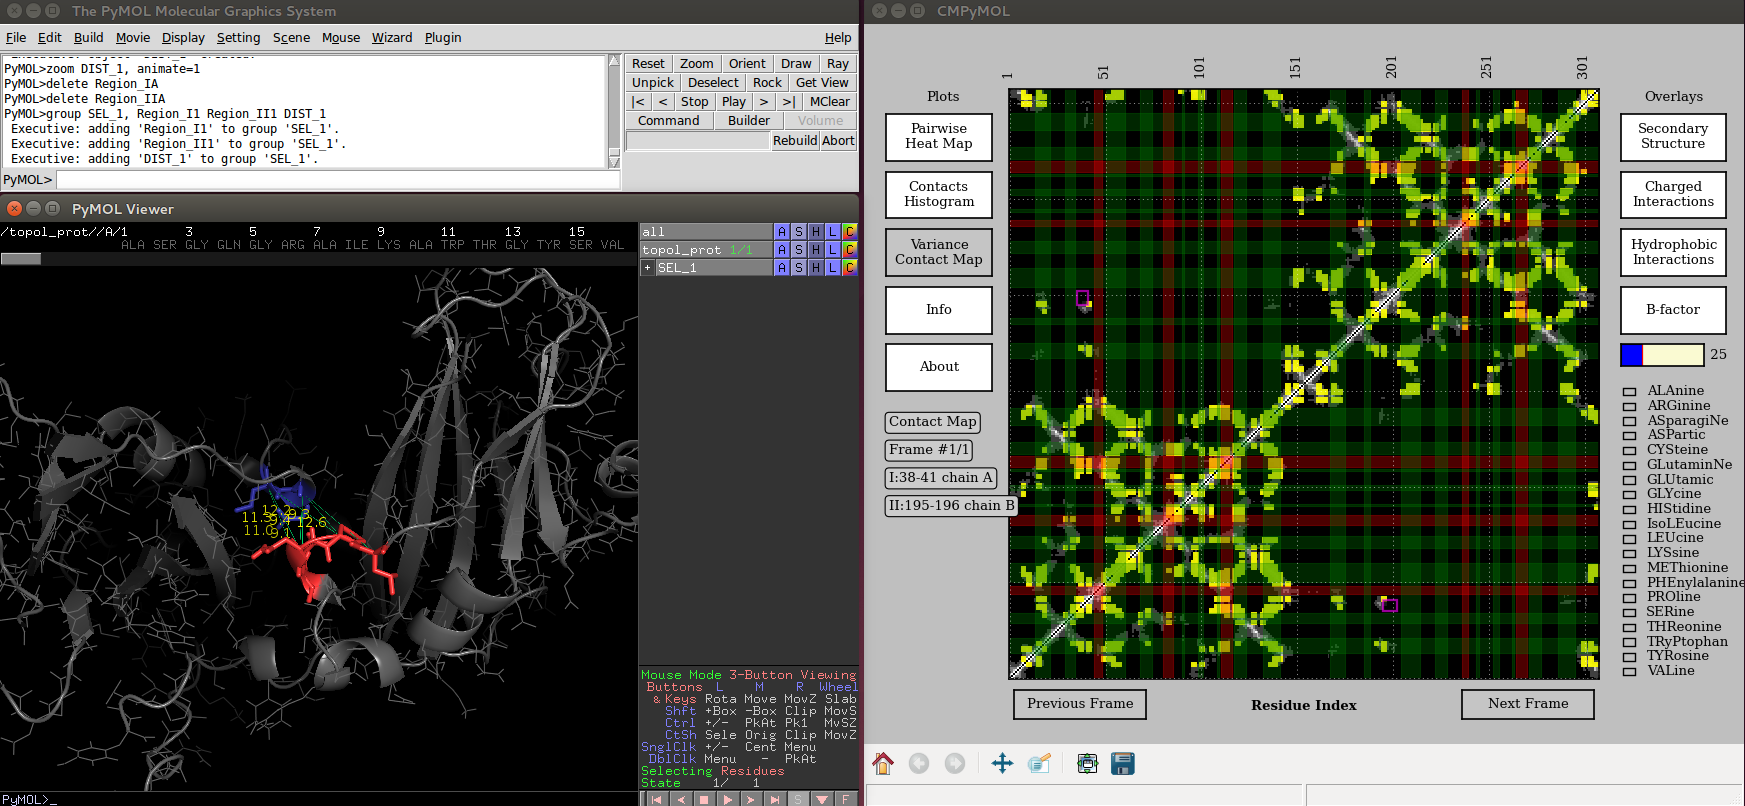 The PyMOL Molecular Graphics System
File Edit Build Movie Display Setting Scene Mouse Wizard Plugin Help
PyMOL>zoom DIST_1, animate=1
PyMOL>delete Region_IA
PyMOL>delete Region_IIA
PyMOL>group SEL_1, Region_I1 Region_II1 DIST_1
Executive: adding 'Region_I1' to group 'SEL_1'.
Executive: adding 'Region_II1' to group 'SEL_1'.
Executive: adding 'DIST_1' to group 'SEL_1'.
PyMOL>
Reset Zoom Orient Draw Ray
Unpick Deselect Rock Get View
|< < Stop Play > >| MClear
Command Builder Volume
Rebuild Abort
PyMOL Viewer
/topol_prot//A/1 3 5 7 9 11 13 15
ALA SER GLY GLN GLY ARG ALA ILE LYS ALA TRP THR GLY TYR SER VAL
all A S H L C
topol_prot 1/1 A S H L C
+ SEL_1 A S H L C
12.6
11.0
9.1
Mouse Mode 3-Button Viewing
Buttons L M R Wheel
& Keys Rota Move MovZ Slab
Shft +Box -Box Clip MovS
Ctrl +/- PkAt Pk1 MvSZ
CtSh Sele Orig Clip MovZ
SnglClk +/- Cent Menu
DblClk Menu - PkAt
Selecting Residues
State 1/ 1
S F
PyMOL>_
CMPyMOL
1 51 101 151 201 251 301
Plots
Pairwise
Heat Map
Contacts
Histogram
Variance
Contact Map
Info
About
Contact Map
Frame #1/1
I:38-41 chain A
II:195-196 chain B
Overlays
Secondary
Structure
Charged
Interactions
Hydrophobic
Interactions
B-factor
25
ALAnine
ARGinine
ASparagiNe
ASPartic
CYSteine
GLutamiNe
GLUtamic
GLYcine
HIStidine
IsoLEucine
LEUcine
LYSsine
METhionine
PHEnylalanine
PROline
SERine
THReonine
TRyPtophan
TYRosine
VALine
Previous Frame
Residue Index
Next Frame